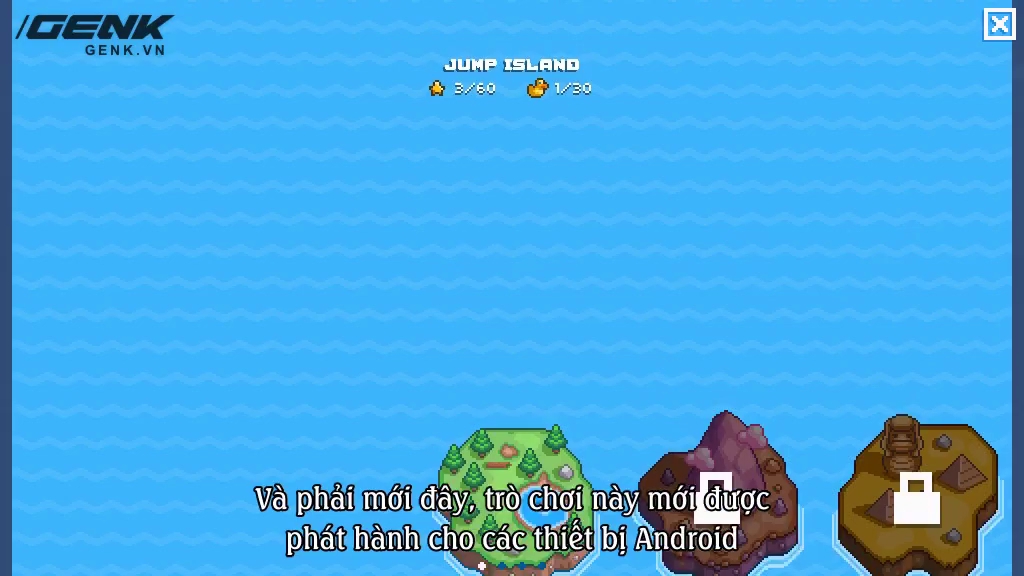 GENK
GENK.VN
JUMP ISLAND
3/60 1/30
Và phải mới đây, trò chơi này mới được
phát hành cho các thiết bị Android